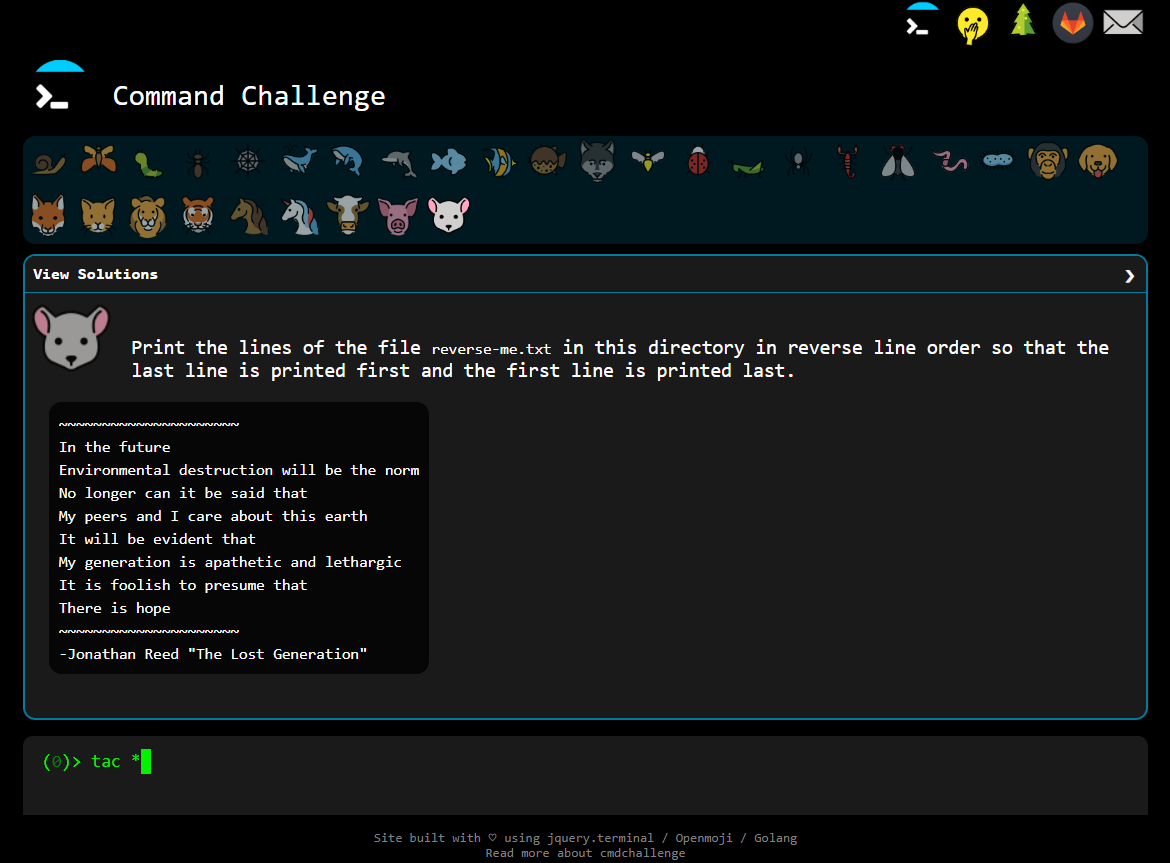 Command Challenge
View Solutions
Print the lines of the file reverse-me.txt in this directory in reverse line order so that the
last line is printed first and the first line is printed last.
~~~~~~~~~~~~~~~~~~~~~
In the future
Environmental destruction will be the norm
No longer can it be said that
My peers and I care about this earth
It will be evident that
My generation is apathetic and lethargic
It is foolish to presume that
There is hope
~~~~~~~~~~~~~~~~~~~~~
-Jonathan Reed "The Lost Generation"
(0)> tac *
Site built with ♡ using jquery.terminal / Openmoji / Golang
Read more about cmdchallenge